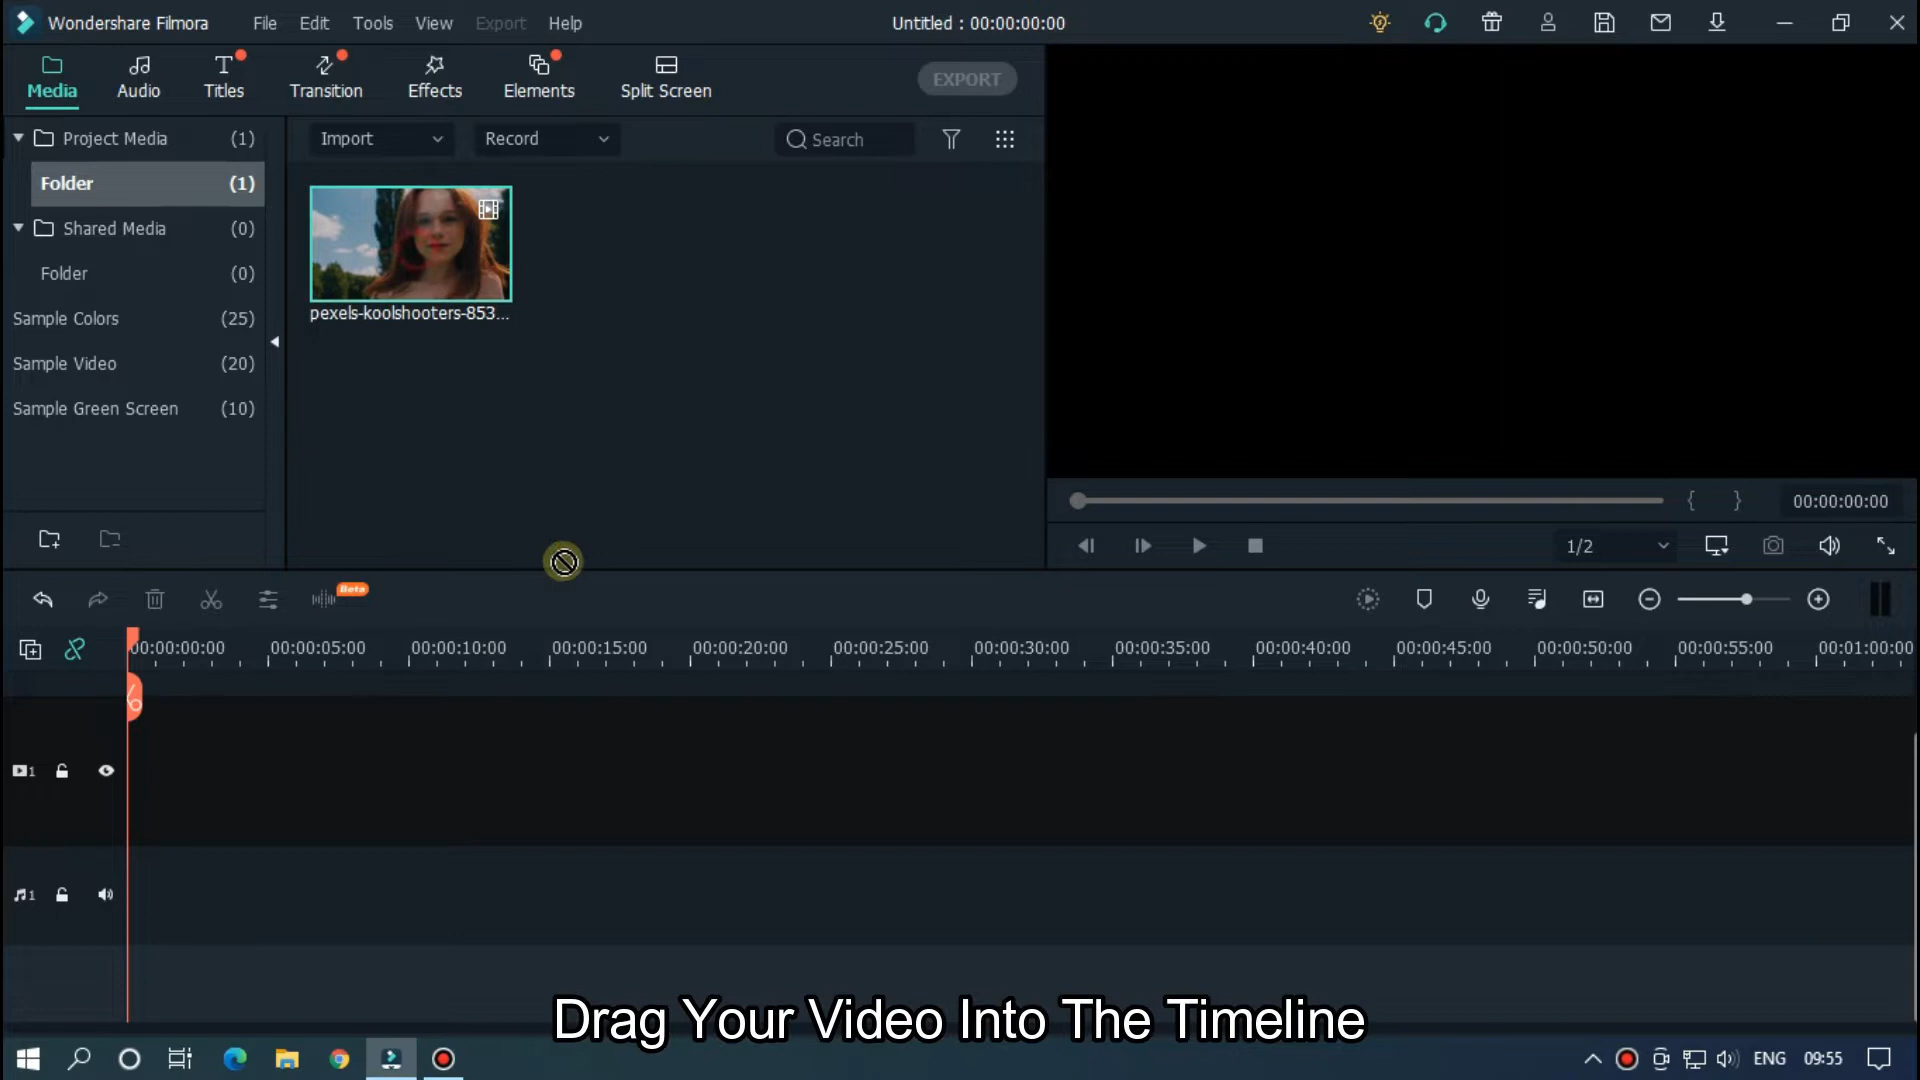 Wondershare Filmora File Edit Tools View Export Help Untitled : 00:00:00:00
Media Audio Titles Transition Effects Elements Split Screen EXPORT
Project Media (1) Import Record Search
Folder (1)
Shared Media (0)
Folder (0)
pexels-koolshooters-853...
Sample Colors (25)
Sample Video (20)
Sample Green Screen (10)
{ } 00:00:00:00
1/2
Beta
00:00:00:00 00:00:05:00 00:00:10:00 00:00:15:00 00:00:20:00 00:00:25:00 00:00:30:00 00:00:35:00 00:00:40:00 00:00:45:00 00:00:50:00 00:00:55:00 00:01:00:00
1
1
Drag Your Video Into The Timeline
ENG 09:55